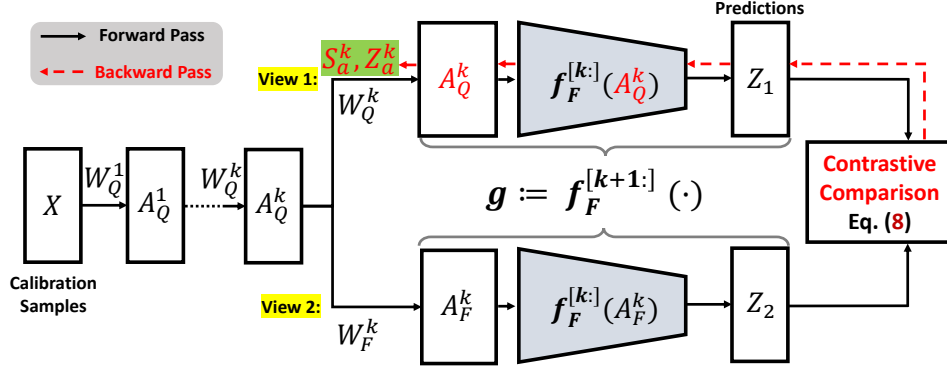 Forward Pass
Backward Pass
Predictions
View 1:
S_a^k, Z_a^k
W_Q^k
A_Q^k
f_F^{[k:]}(A_Q^k)
Z_1
X
W_Q^1
A_Q^1
W_Q^k
A_Q^k
g := f_F^{[k+1:]} (·)
Contrastive
Comparison
Eq. (8)
Calibration
Samples
View 2:
W_F^k
A_F^k
f_F^{[k:]}(A_F^k)
Z_2